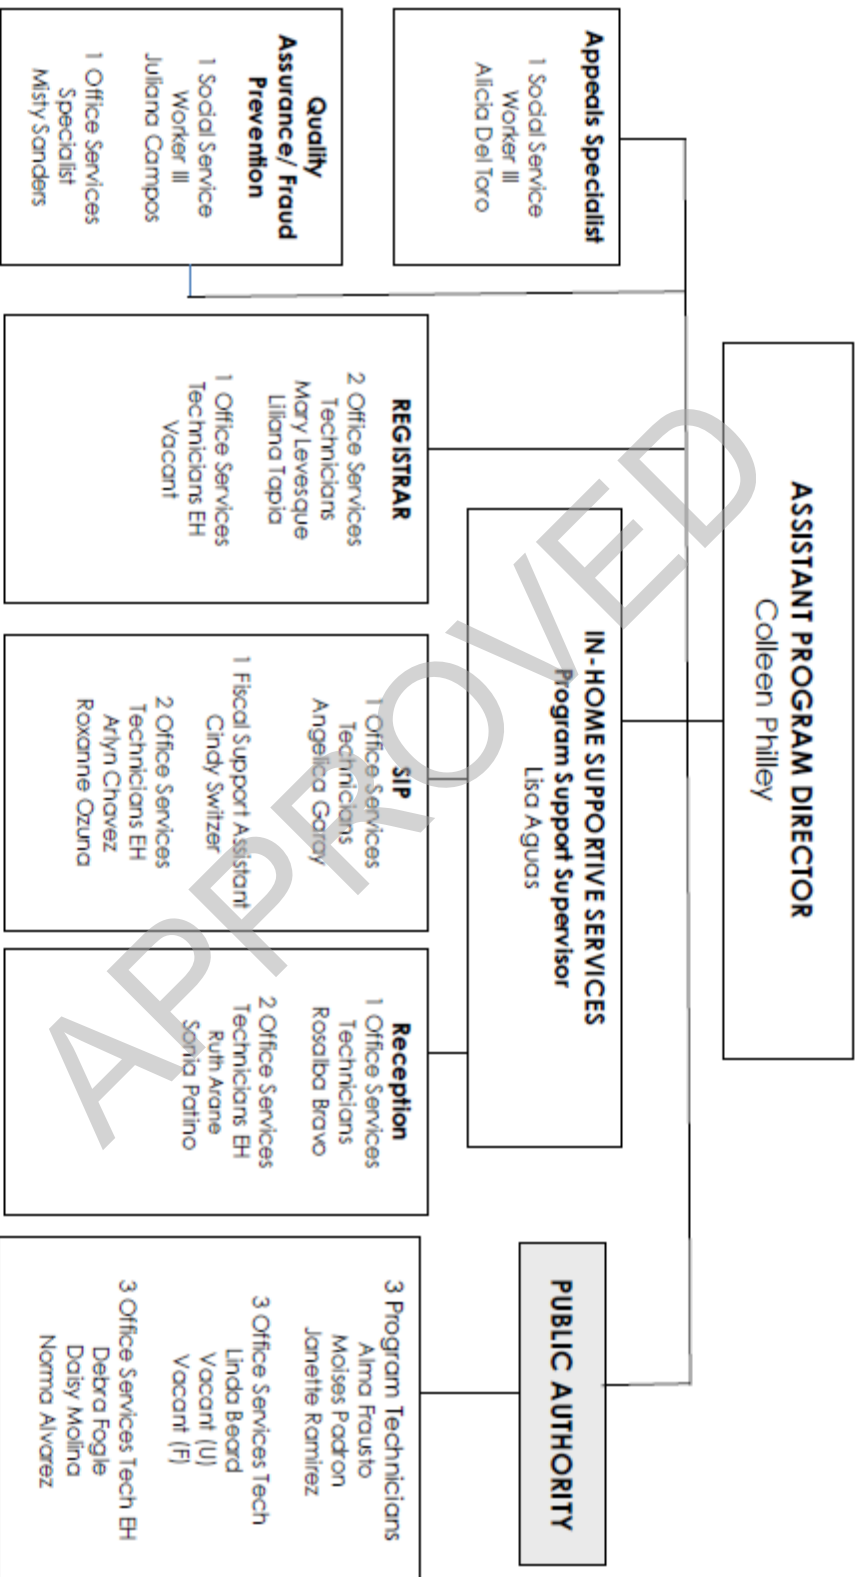 ASSISTANT PROGRAM DIRECTOR
Colleen Philley
IN-HOME SUPPORTIVE SERVICES
Program Support Supervisor
Lisa Aguas
PUBLIC AUTHORITY
Appeals Specialist
1 Social Service
Worker III
Alicia Del Toro
Quality
Assurance/ Fraud
Prevention
1 Social Service
Worker III
Juliana Campos
1 Office Services
Specialist
Misty Sanders
REGISTRAR
2 Office Services
Technicians
Mary Levesque
Liliana Tapia
1 Office Services
Technicians EH
Vacant
SIP
1 Office Services
Technicians
Angelica Garay
1 Fiscal Support Assistant
Cindy Switzer
2 Office Services
Technicians EH
Arlyn Chavez
Roxanne Ozuna
Reception
1 Office Services
Technicians
Rosalba Bravo
2 Office Services
Technicians EH
Ruth Arane
Sonia Patino
3 Program Technicians
Alma Frausto
Moises Padron
Janette Ramirez
3 Office Services Tech
Linda Beard
Vacant (U)
Vacant (F)
3 Office Services Tech EH
Debra Fogle
Daisy Molina
Norma Alvarez
APPROVED